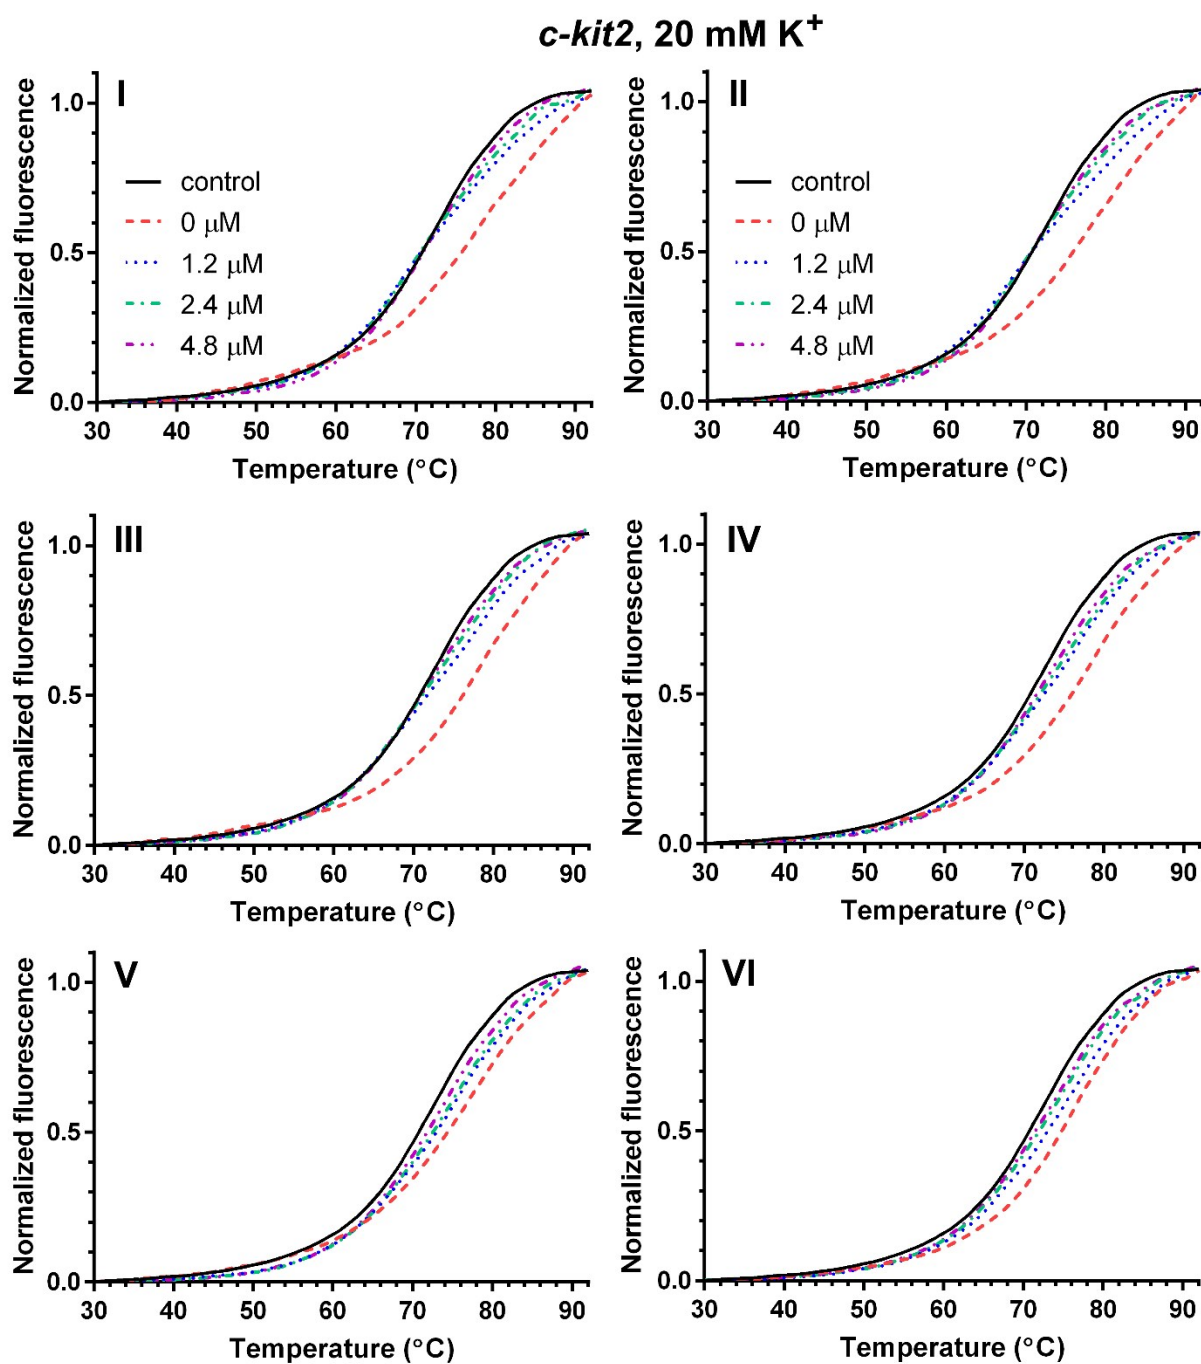 c-kit2, 20 mM K⁺
I
1.0
0.5
0.0
Normalized fluorescence
control
0 µM
1.2 µM
2.4 µM
4.8 µM
30 40 50 60 70 80 90
Temperature (°C)
II
1.0
0.5
0.0
Normalized fluorescence
control
0 µM
1.2 µM
2.4 µM
4.8 µM
30 40 50 60 70 80 90
Temperature (°C)
III
1.0
0.5
0.0
Normalized fluorescence
30 40 50 60 70 80 90
Temperature (°C)
IV
1.0
0.5
0.0
Normalized fluorescence
30 40 50 60 70 80 90
Temperature (°C)
V
1.0
0.5
0.0
Normalized fluorescence
30 40 50 60 70 80 90
Temperature (°C)
VI
1.0
0.5
0.0
Normalized fluorescence
30 40 50 60 70 80 90
Temperature (°C)